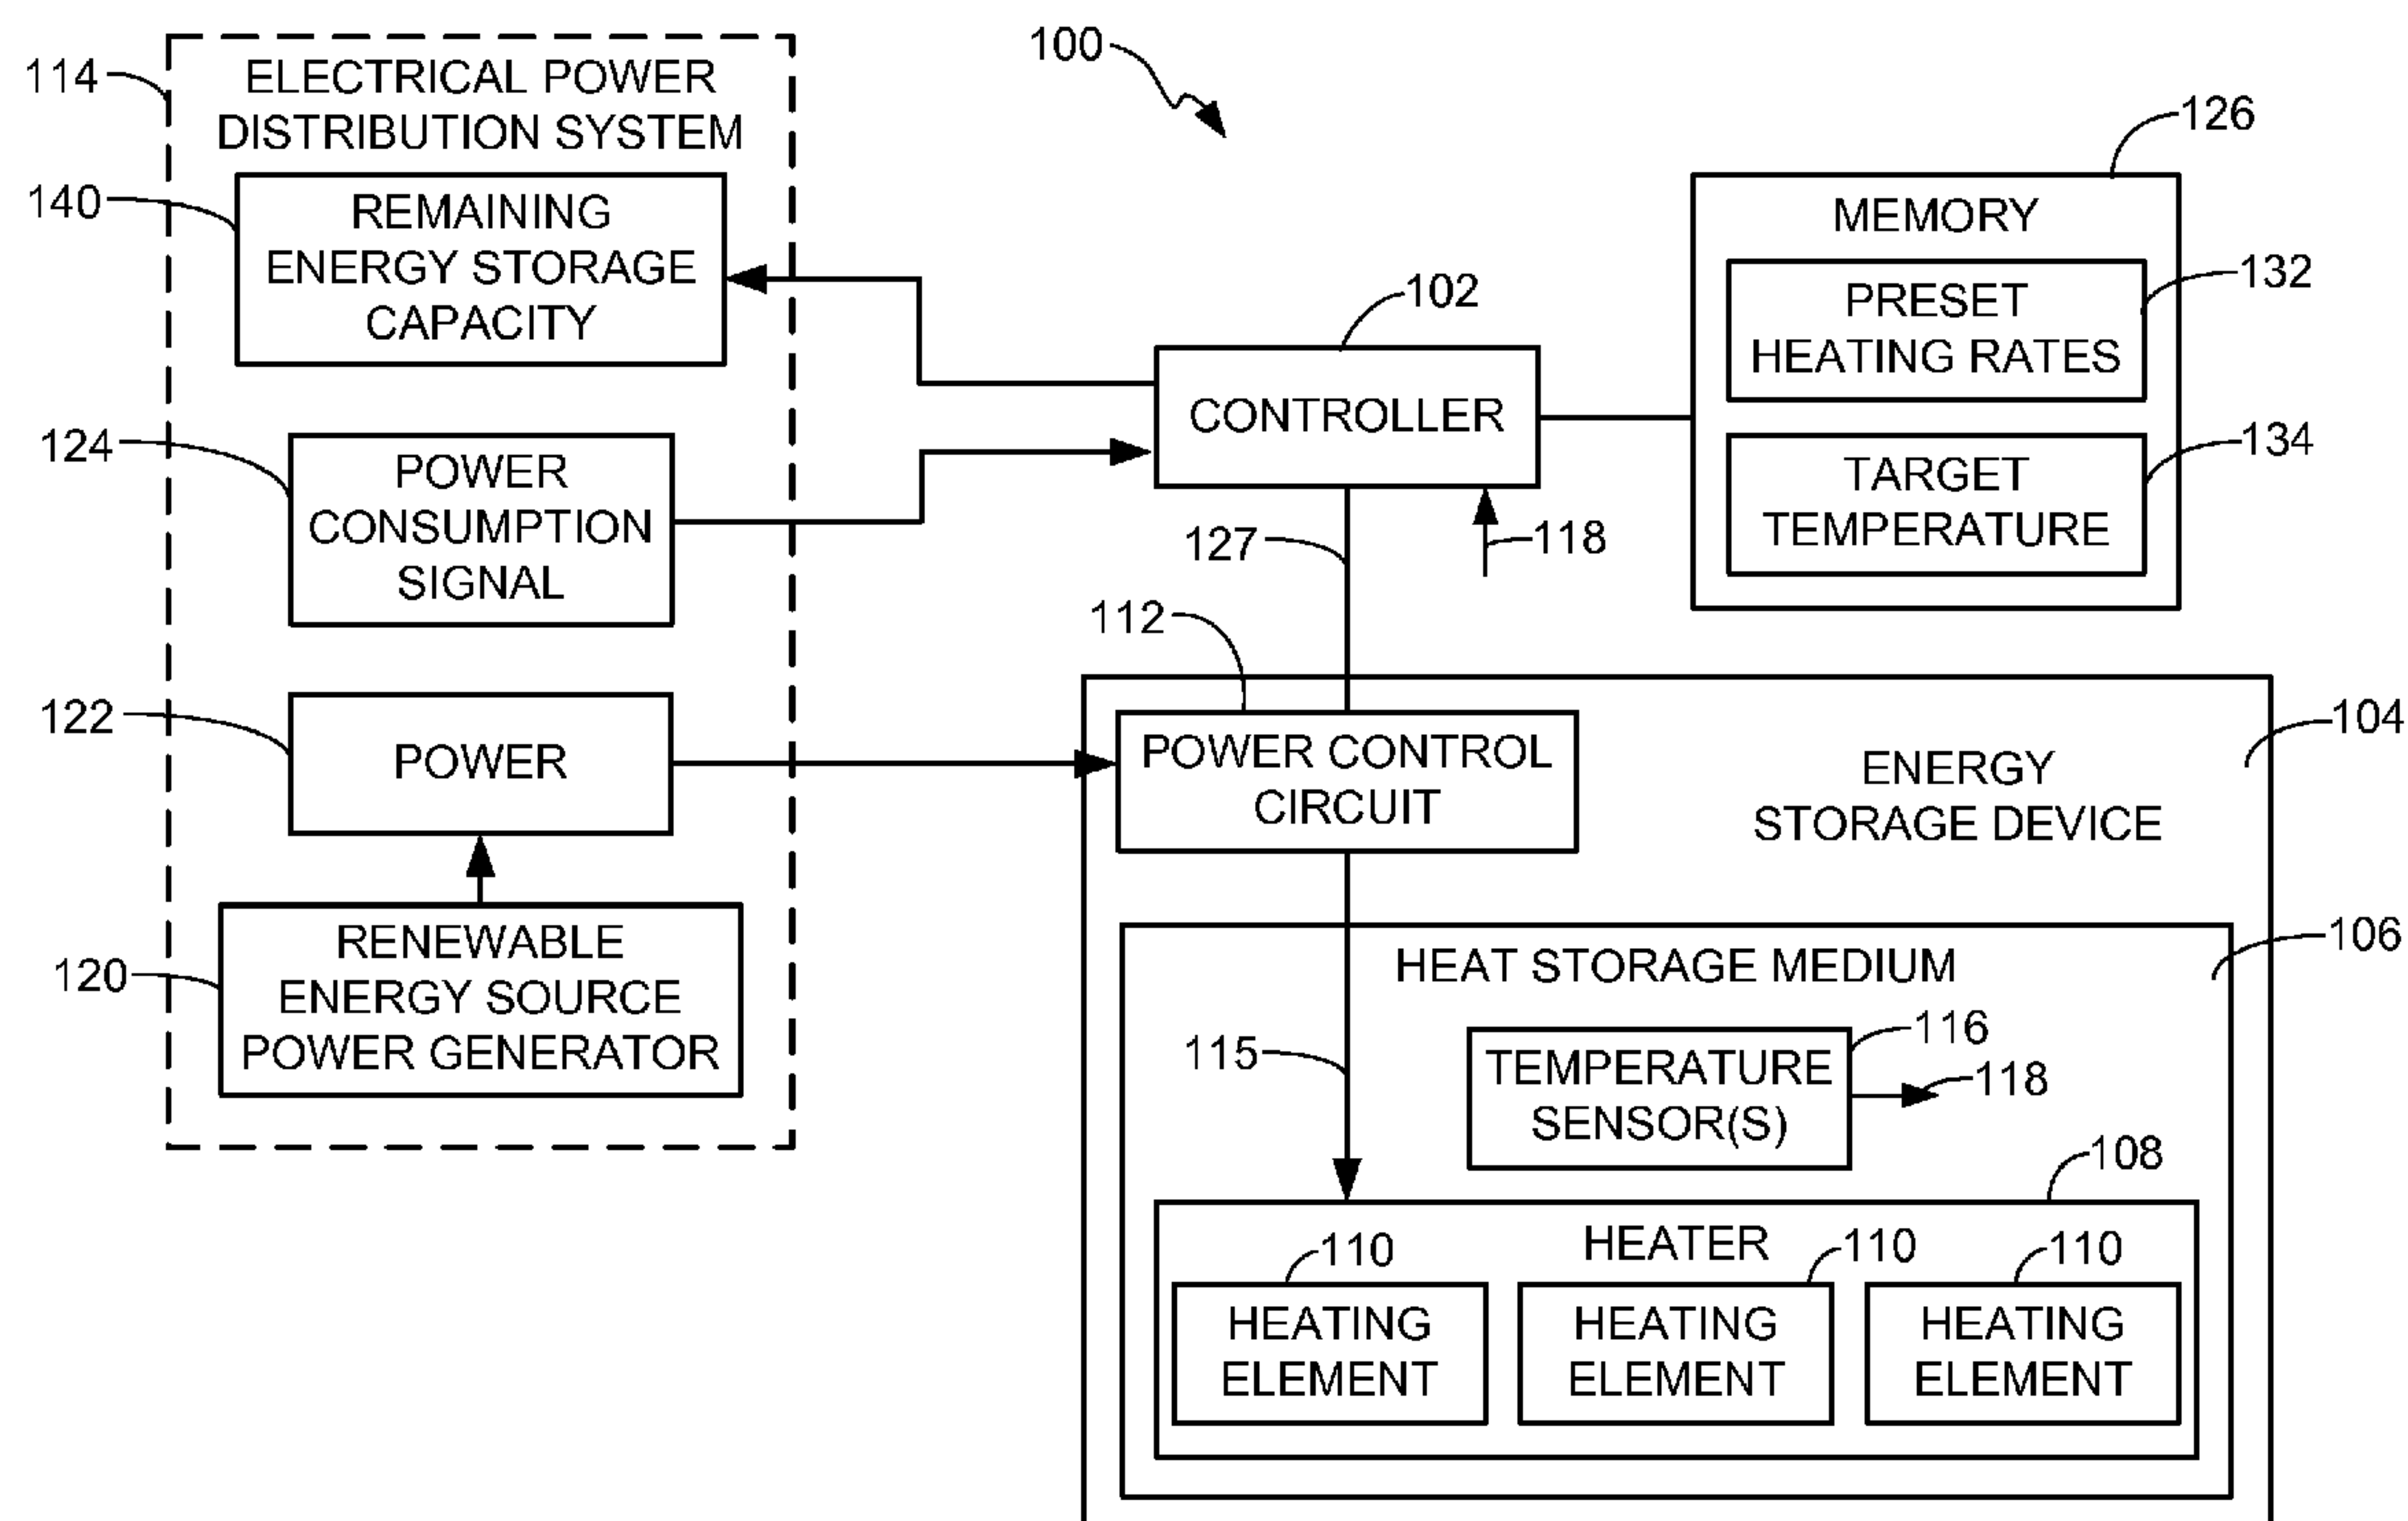 100
114
ELECTRICAL POWER
DISTRIBUTION SYSTEM
140
REMAINING
ENERGY STORAGE
CAPACITY
124
POWER
CONSUMPTION
SIGNAL
122
POWER
120
RENEWABLE
ENERGY SOURCE
POWER GENERATOR
102
CONTROLLER
127
118
126
MEMORY
132
PRESET
HEATING RATES
134
TARGET
TEMPERATURE
112
POWER CONTROL
CIRCUIT
104
ENERGY
STORAGE DEVICE
106
HEAT STORAGE MEDIUM
115
116
TEMPERATURE
SENSOR(S)
118
108
HEATER
110
HEATING
ELEMENT
110
HEATING
ELEMENT
110
HEATING
ELEMENT